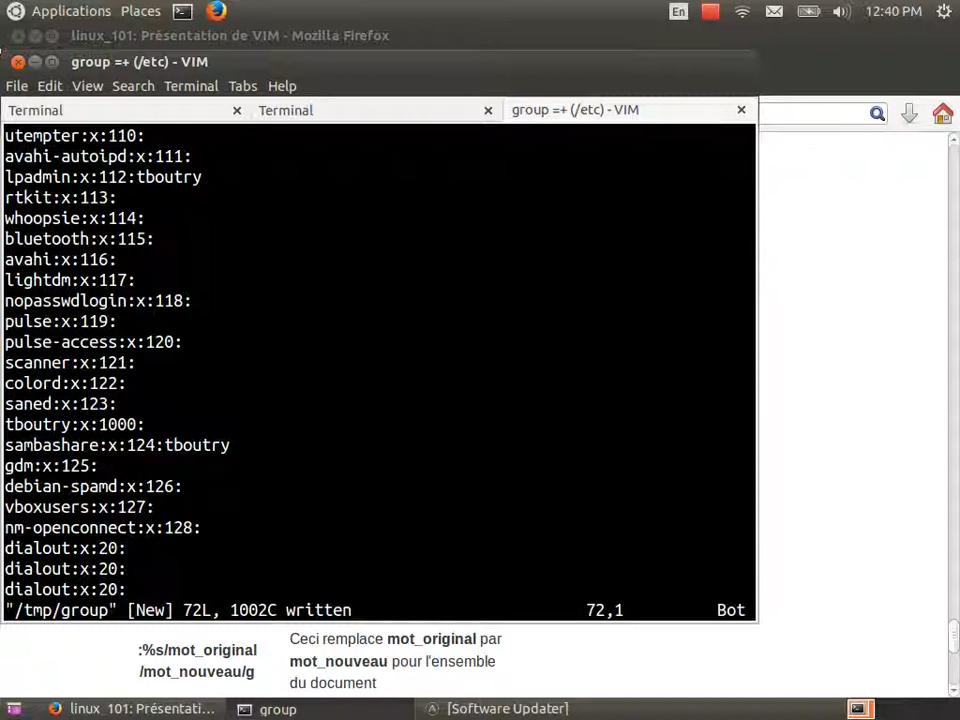 Applications Places En 12:40 PM
linux_101: Présentation de VIM - Mozilla Firefox
group =+ (/etc) - VIM
File Edit View Search Terminal Tabs Help
Terminal × Terminal × group =+ (/etc) - VIM ×
utempter:x:110:
avahi-autoipd:x:111:
lpadmin:x:112:tboutry
rtkit:x:113:
whoopsie:x:114:
bluetooth:x:115:
avahi:x:116:
lightdm:x:117:
nopasswdlogin:x:118:
pulse:x:119:
pulse-access:x:120:
scanner:x:121:
colord:x:122:
saned:x:123:
tboutry:x:1000:
sambashare:x:124:tboutry
gdm:x:125:
debian-spamd:x:126:
vboxusers:x:127:
nm-openconnect:x:128:
dialout:x:20:
dialout:x:20:
dialout:x:20:
"/tmp/group" [New] 72L, 1002C written 72,1 Bot
:%s/mot_original
/mot_nouveau/g
Ceci remplace mot_original par
mot_nouveau pour l'ensemble
du document
linux_101: Présentati... group [Software Updater]